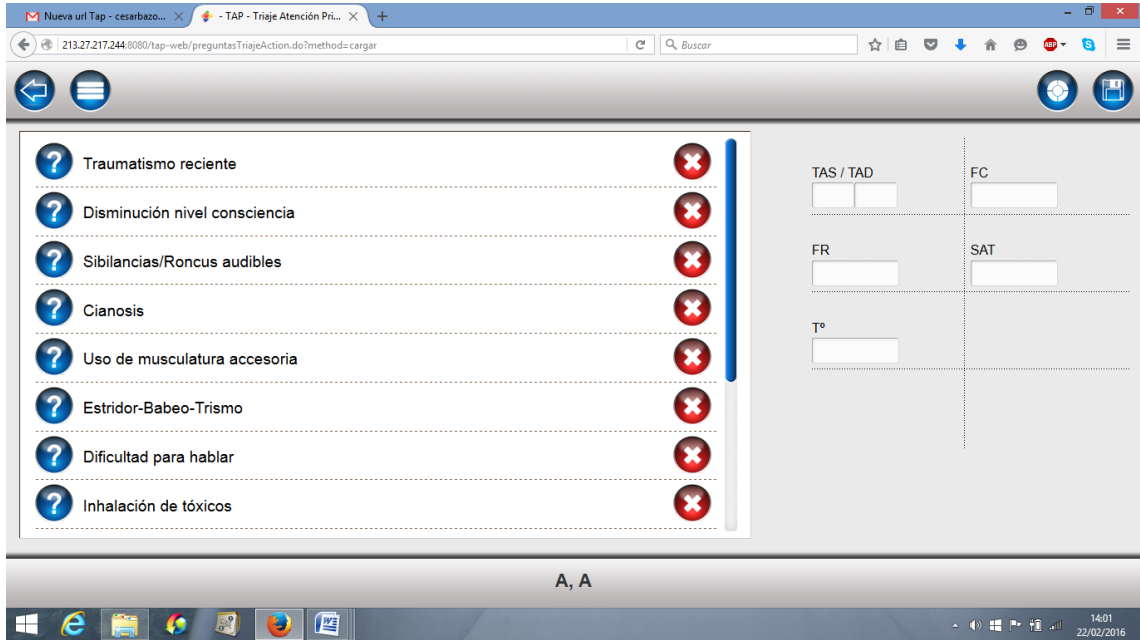 Nueva url Tap - cesarbazo...
- TAP - Triaje Atención Pri...
213.27.217.244:8080/tap-web/preguntasTriajeAction.do?method=cargar
Buscar
ABP
Traumatismo reciente
Disminución nivel consciencia
Sibilancias/Roncus audibles
Cianosis
Uso de musculatura accesoria
Estridor-Babeo-Trismo
Dificultad para hablar
Inhalación de tóxicos
TAS / TAD
FC
FR
SAT
Tº
A, A
14:01
22/02/2016